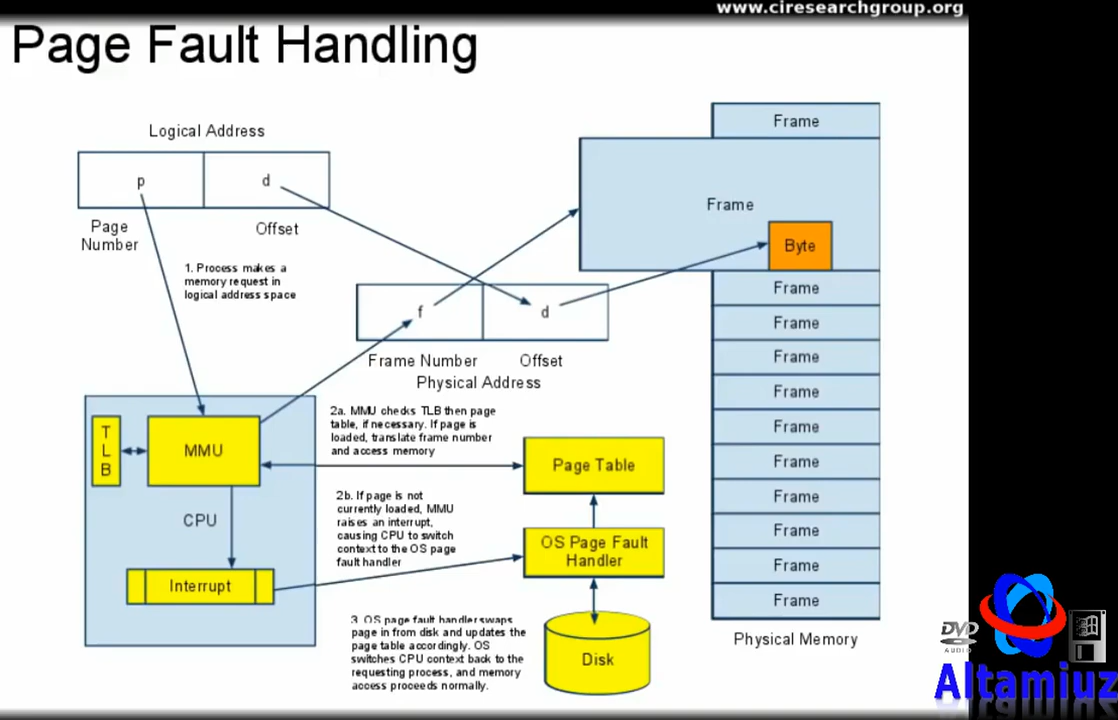 www.ciresearchgroup.org
Page Fault Handling
Logical Address
p
d
Page
Number
Offset
1. Process makes a
memory request in
logical address space
f
d
Frame Number
Offset
Physical Address
Frame
Frame
Byte
Frame
Frame
Frame
Frame
Frame
Frame
Frame
Frame
Frame
Frame
Physical Memory
T
L
B
MMU
CPU
Interrupt
2a. MMU checks TLB then page
table, if necessary. If page is
loaded, translate frame number
and access memory
Page Table
2b. If page is not
currently loaded, MMU
raises an interrupt,
causing CPU to switch
context to the OS page
fault handler
OS Page Fault
Handler
3. OS page fault handler swaps
page in from disk and updates the
page table accordingly. OS
switches CPU context back to the
requesting process, and memory
access proceeds normally.
Disk
DVD
AUDIO
Altamiuz